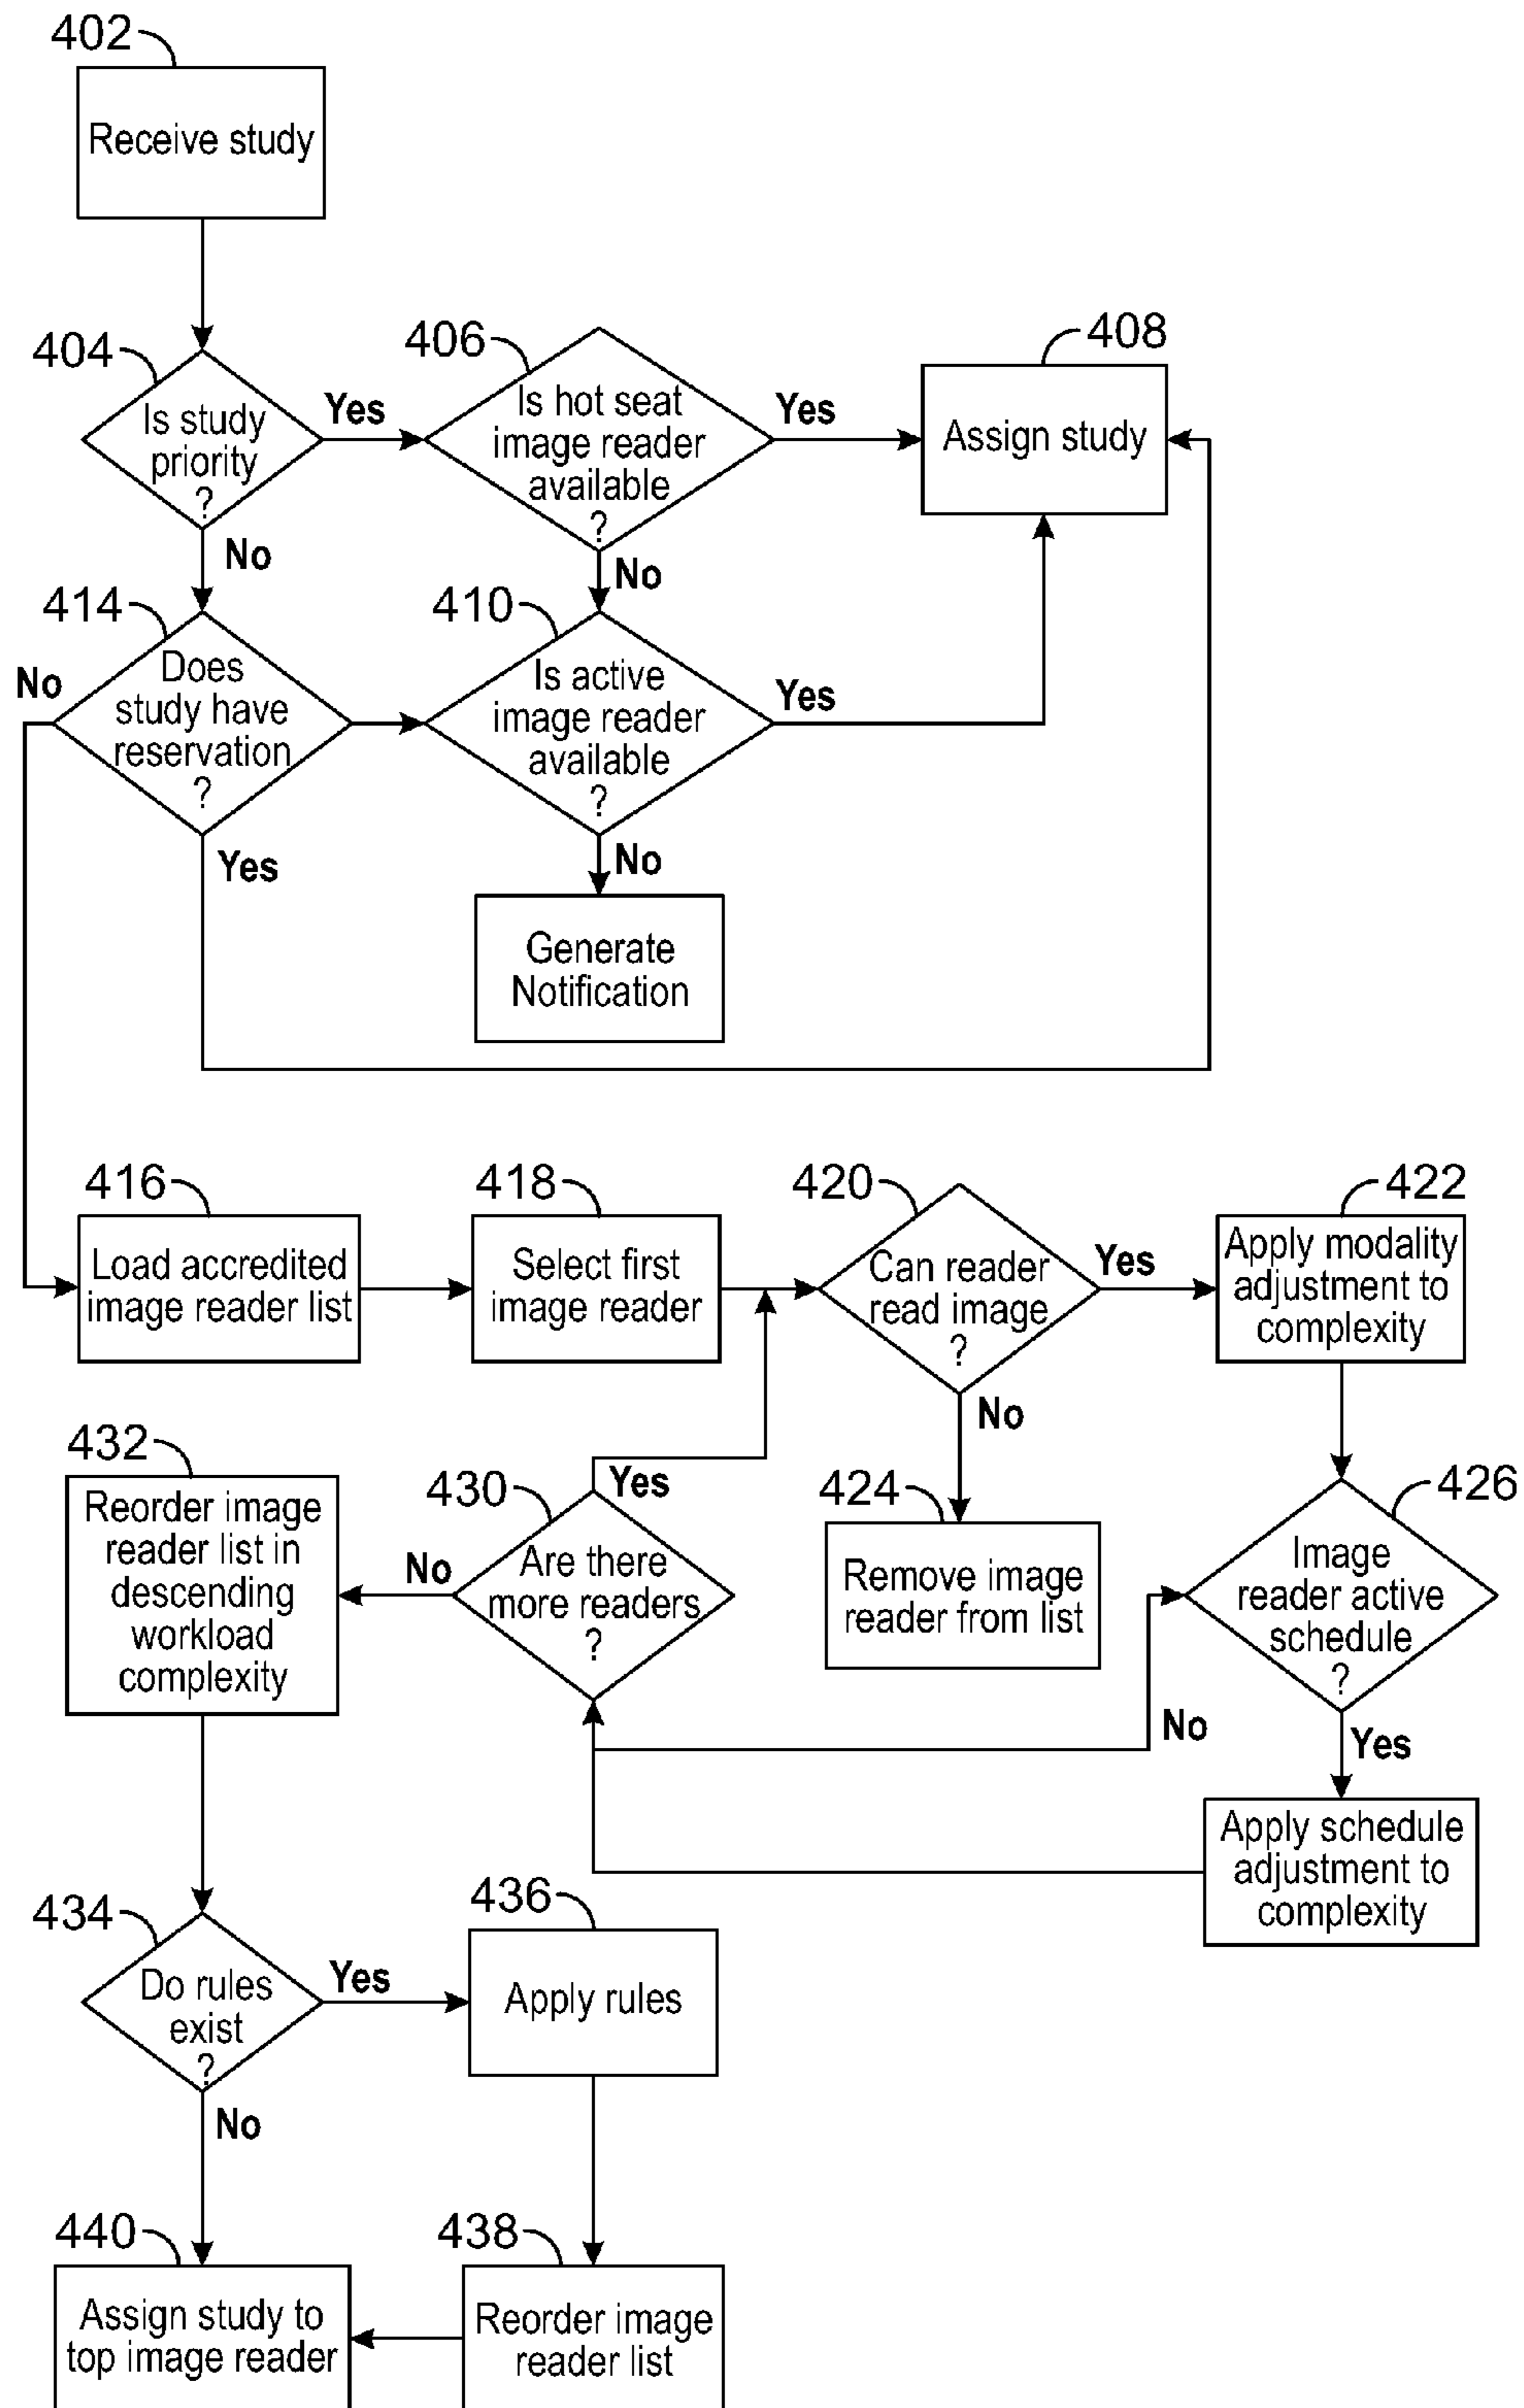 402
Receive study
404
Is study
priority
?
Yes
No
406
Is hot seat
image reader
available
?
Yes
No
408
Assign study
414
Does
study have
reservation
?
No
Yes
410
Is active
image reader
available
?
Yes
No
Generate
Notification
416
Load accredited
image reader list
418
Select first
image reader
420
Can reader
read image
?
Yes
No
422
Apply modality
adjustment to
complexity
424
Remove image
reader from list
426
Image
reader active
schedule
?
No
Yes
Apply schedule
adjustment to
complexity
430
Are there
more readers
?
Yes
No
432
Reorder image
reader list in
descending
workload
complexity
434
Do rules
exist
?
Yes
No
436
Apply rules
438
Reorder image
reader list
440
Assign study to
top image reader